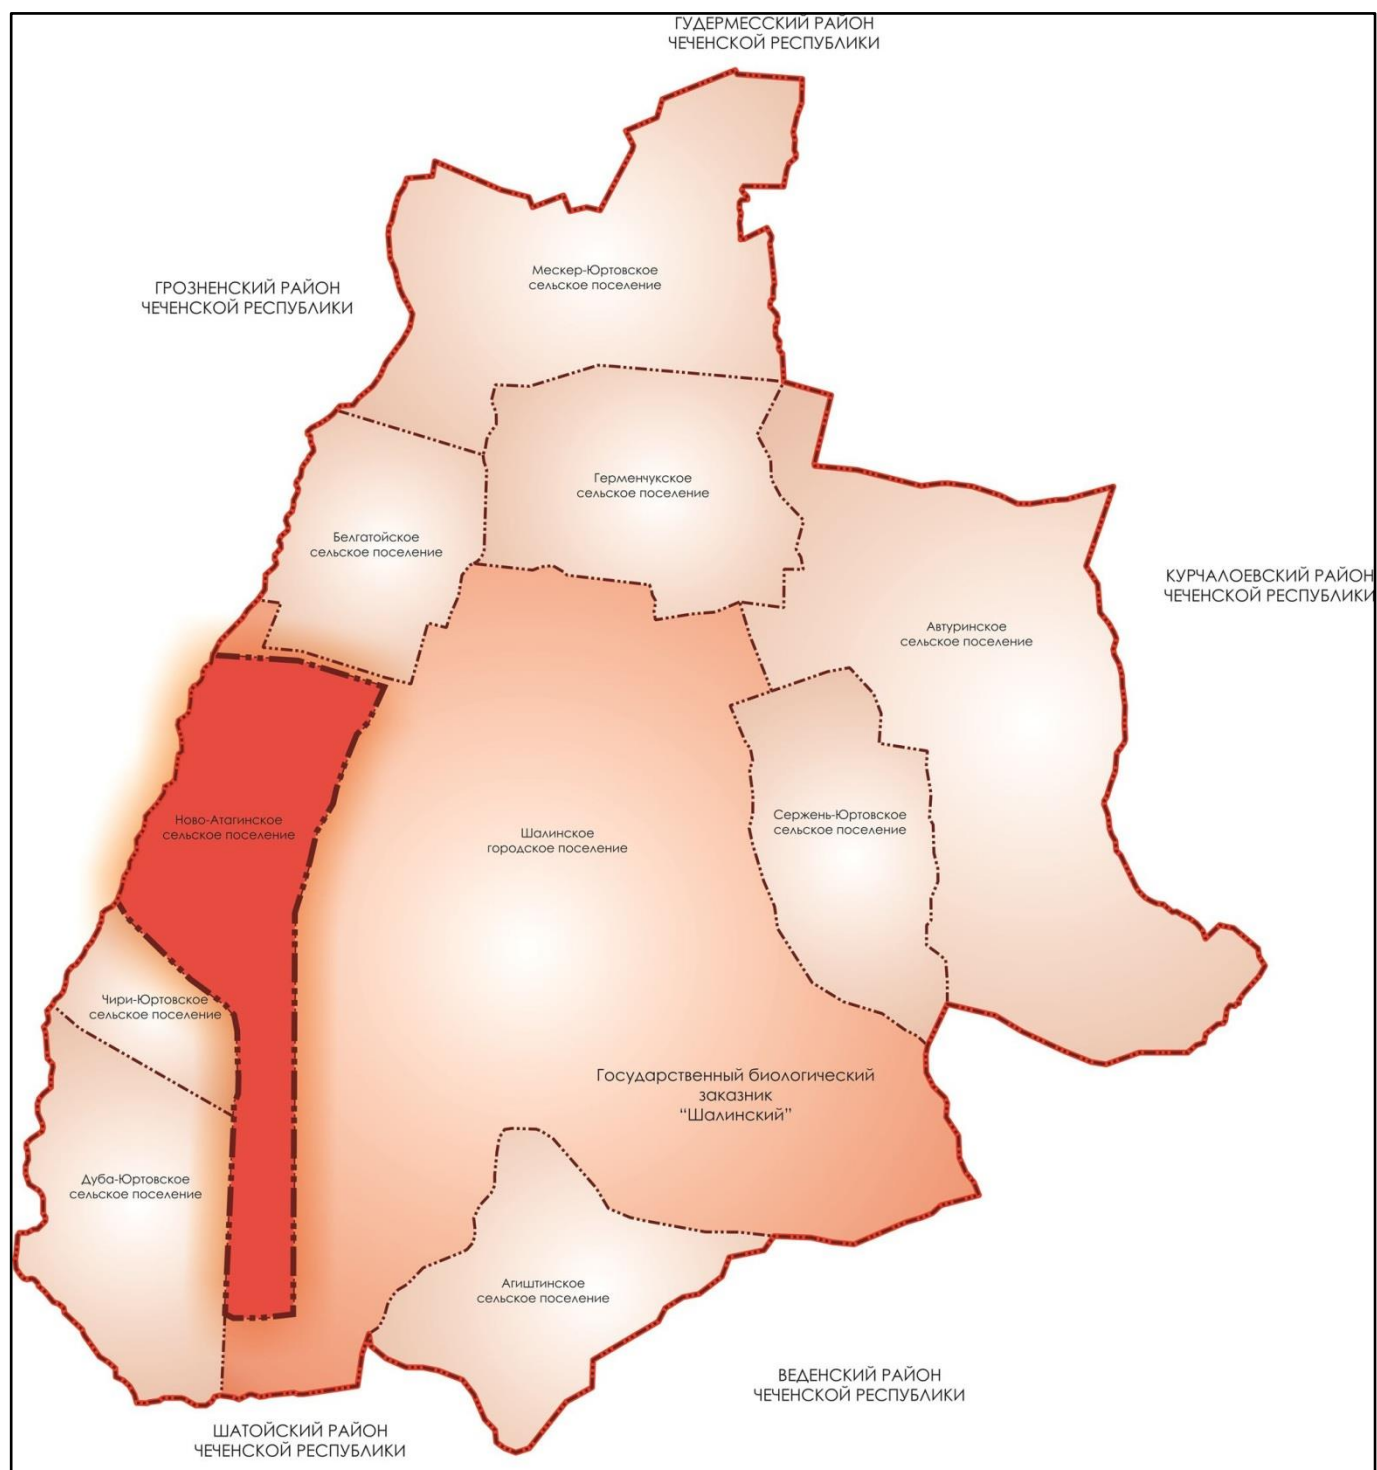 ГУДЕРМЕССКИЙ РАЙОН
ЧЕЧЕНСКОЙ РЕСПУБЛИКИ
Мескер-Юртовское
сельское поселение
ГРОЗНЕНСКИЙ РАЙОН
ЧЕЧЕНСКОЙ РЕСПУБЛИКИ
Герменчукское
сельское поселение
Белгатойское
сельское поселение
КУРЧАЛОЕВСКИЙ РАЙОН
ЧЕЧЕНСКОЙ РЕСПУБЛИКИ
Автуринское
сельское поселение
Ново-Атагинское
сельское поселение
Шалинское
городское поселение
Сержень-Юртовское
сельское поселение
Чири-Юртовское
сельское поселение
Государственный биологический
заказник
“Шалинский”
Дуба-Юртовское
сельское поселение
Агиштинское
сельское поселение
ВЕДЕНСКИЙ РАЙОН
ЧЕЧЕНСКОЙ РЕСПУБЛИКИ
ШАТОЙСКИЙ РАЙОН
ЧЕЧЕНСКОЙ РЕСПУБЛИКИ